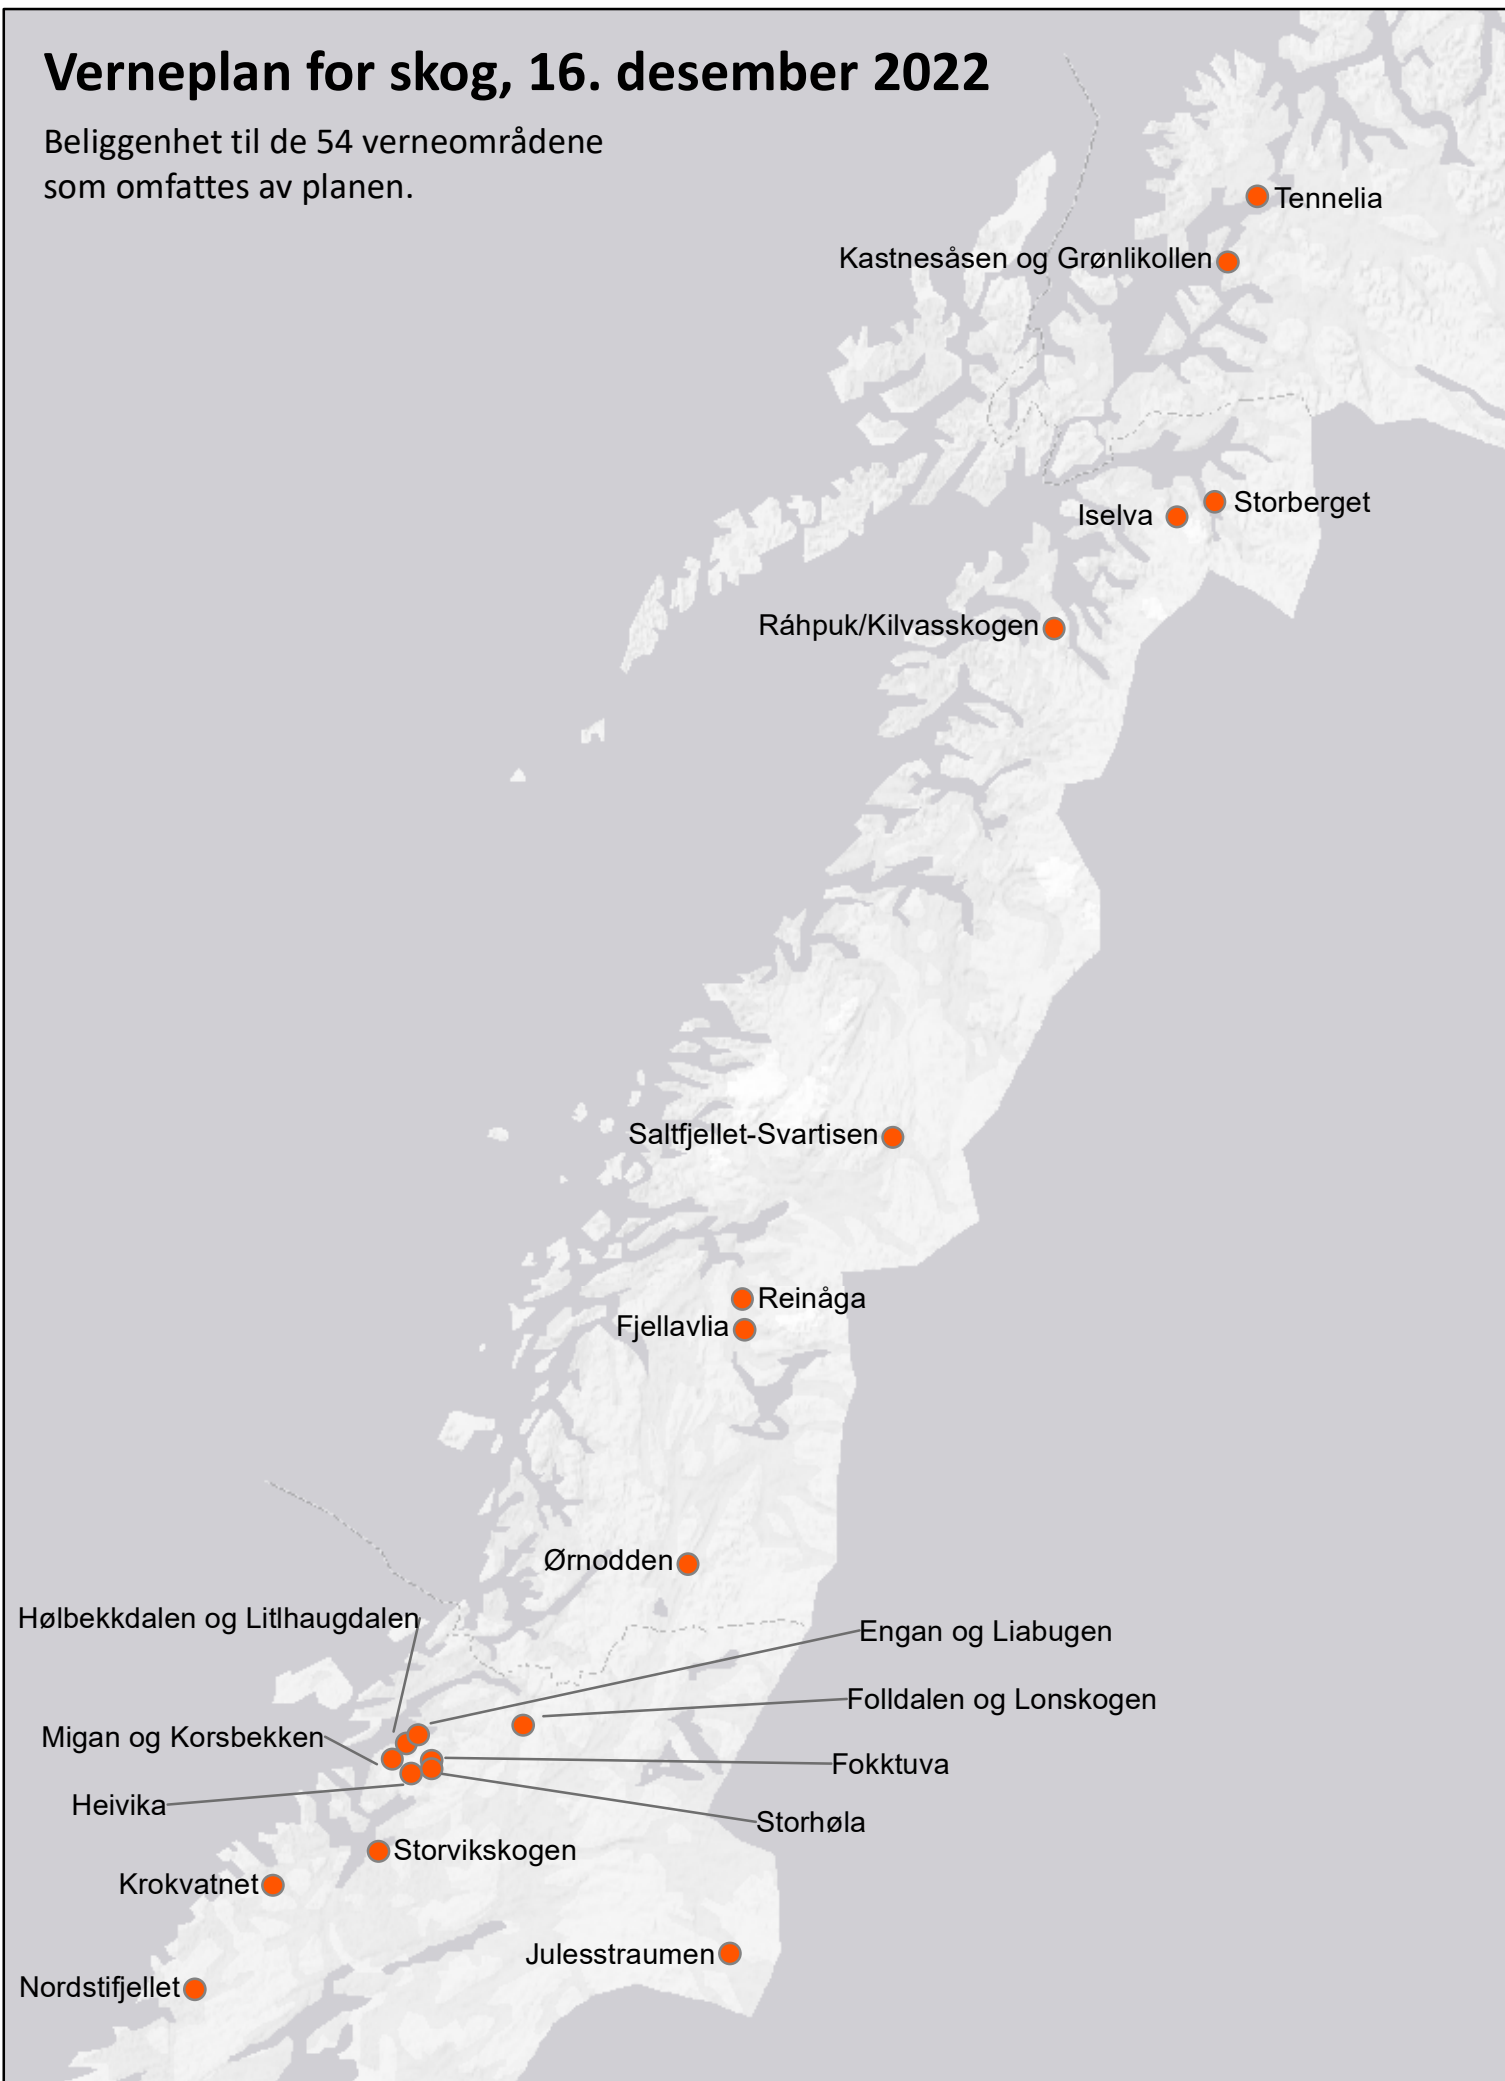 Verneplan for skog, 16. desember 2022
Beliggenhet til de 54 verneområdene
som omfattes av planen.
Tennelia
Kastnesåsen og Grønlikollen
Storberget
Iselva
Ráhpuk/Kilvasskogen
Saltfjellet-Svartisen
Reinåga
Fjellavlia
Ørnodden
Hølbekkdalen og Litlhaugdalen
Engan og Liabugen
Folldalen og Lonskogen
Migan og Korsbekken
Fokktuva
Heivika
Storhøla
Storvikskogen
Krokvatnet
Julesstraumen
Nordstifjellet